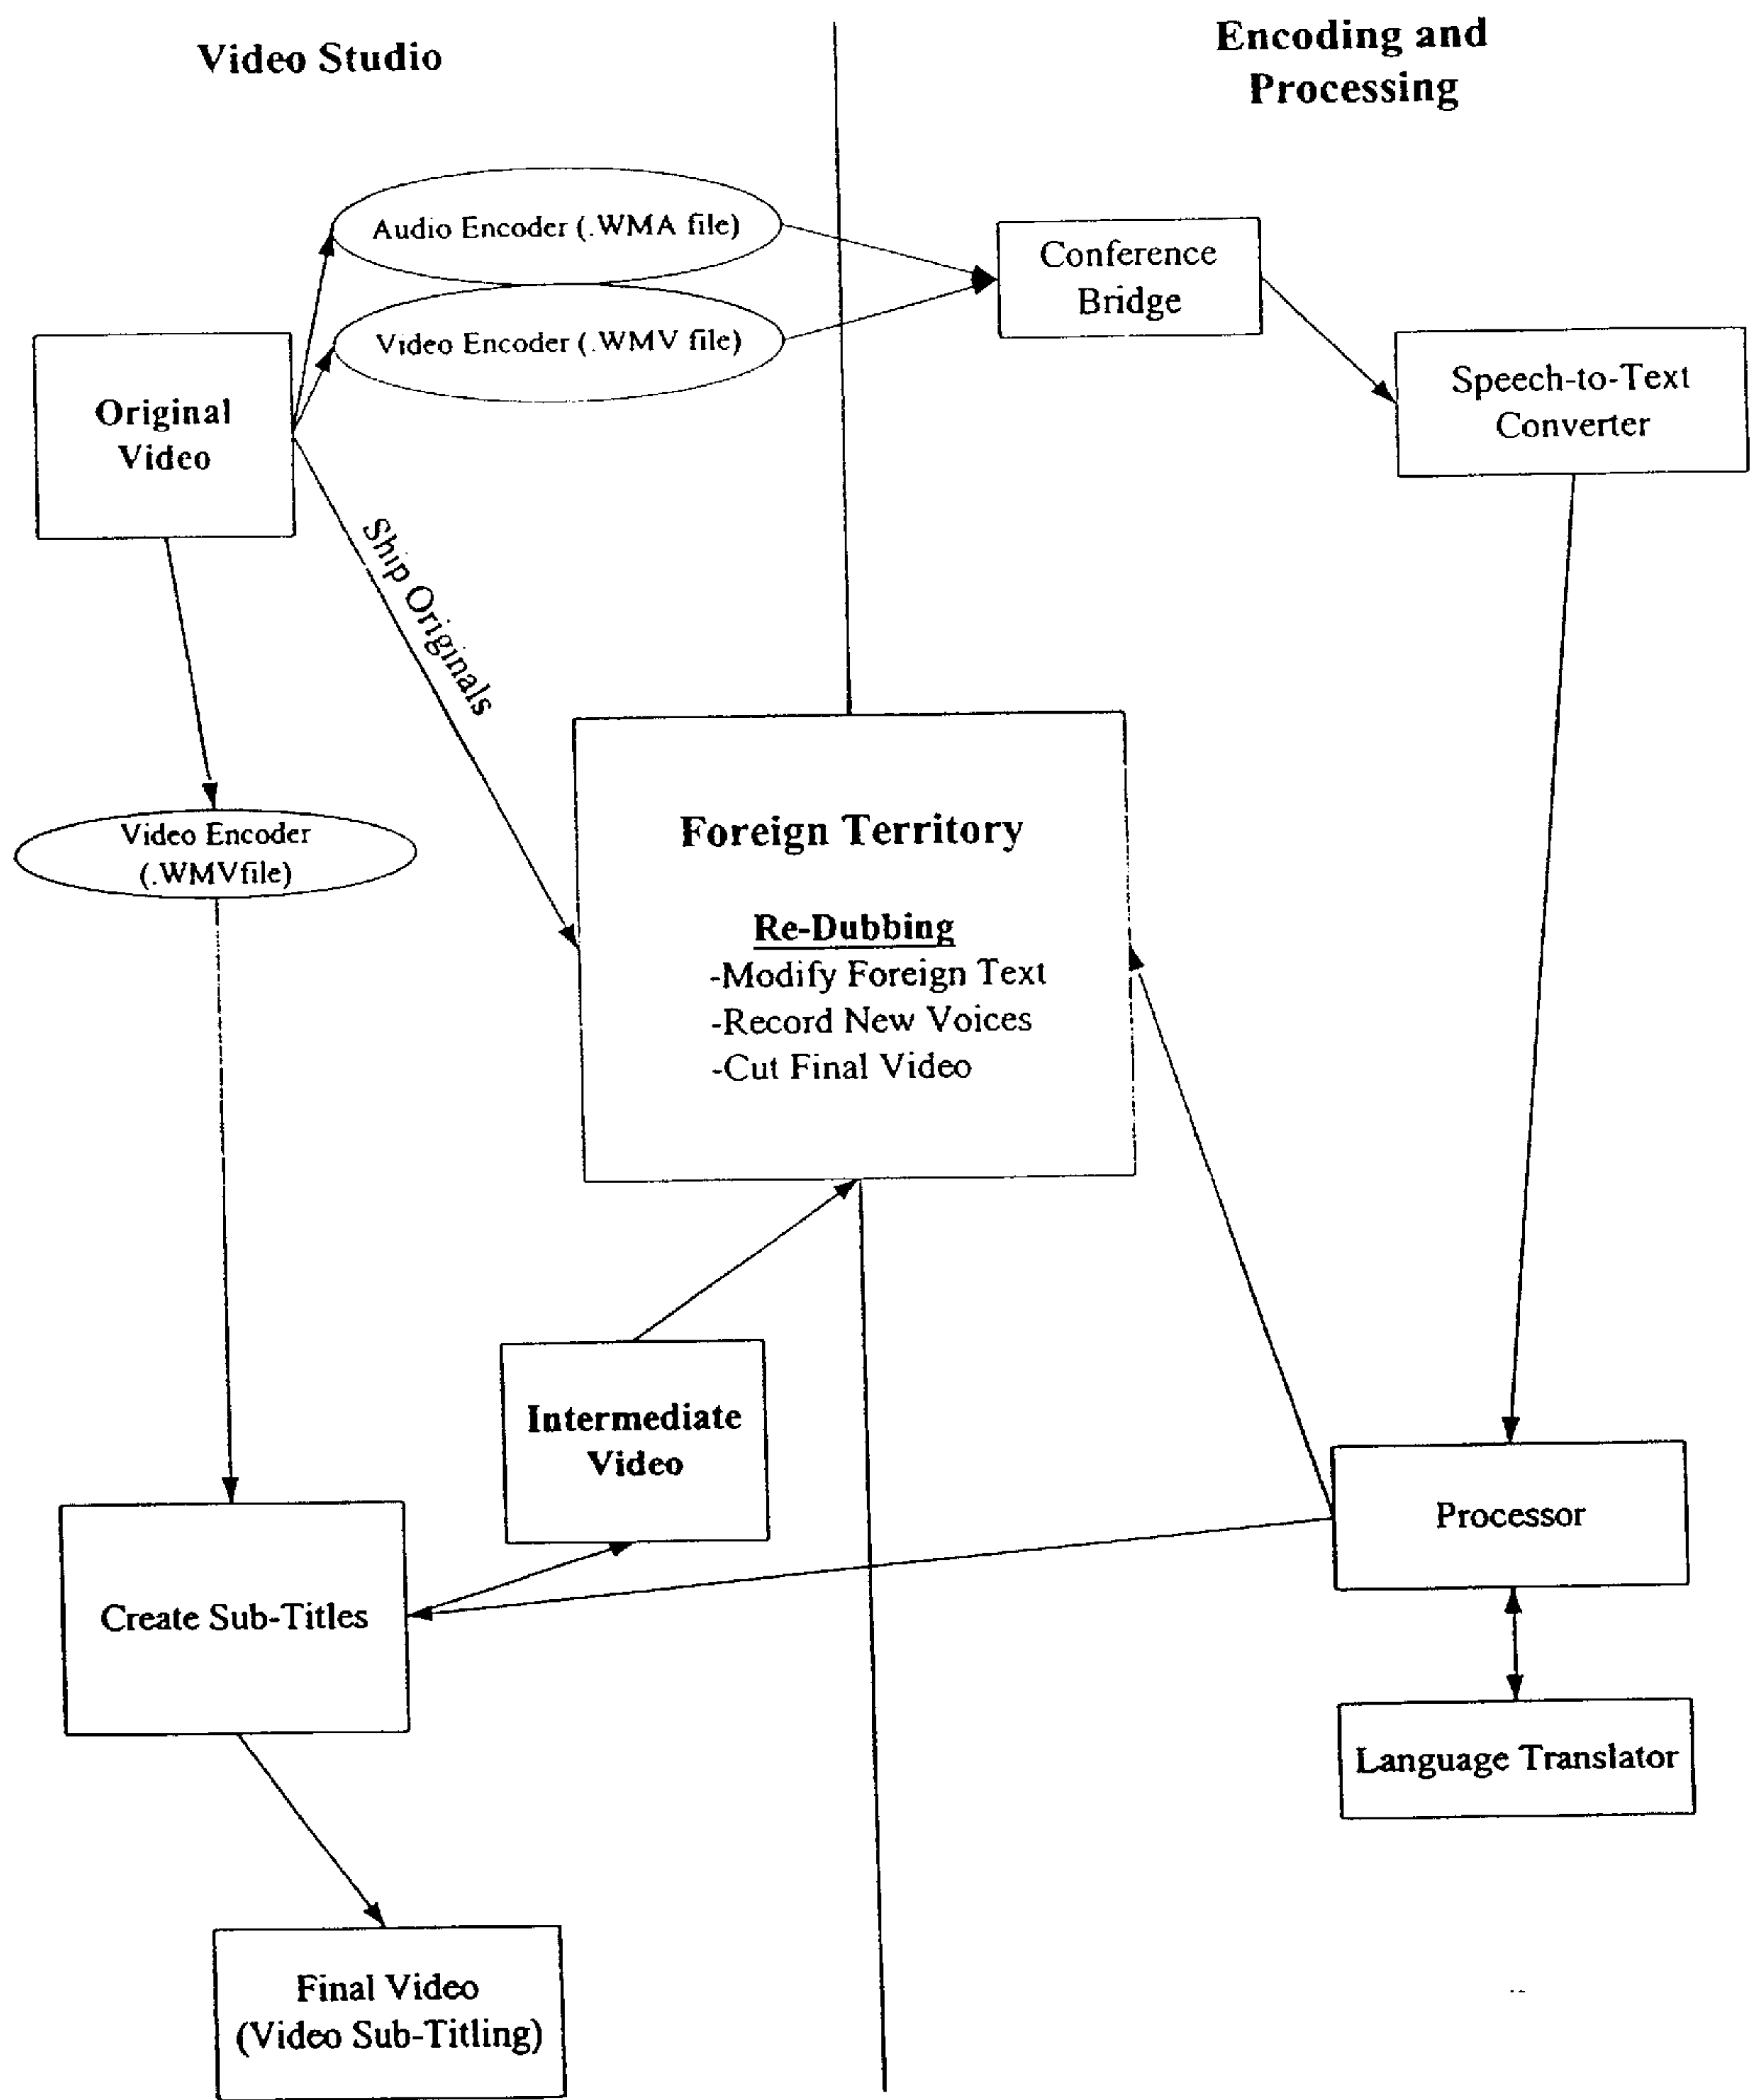 Video Studio
Encoding and
Processing
Audio Encoder (.WMA file)
Video Encoder (.WMV file)
Conference
Bridge
Original
Video
Speech-to-Text
Converter
Ship Originals
Video Encoder
(.WMVfile)
Foreign Territory
Re-Dubbing
-Modify Foreign Text
-Record New Voices
-Cut Final Video
Intermediate
Video
Processor
Create Sub-Titles
Language Translator
Final Video
(Video Sub-Titling)